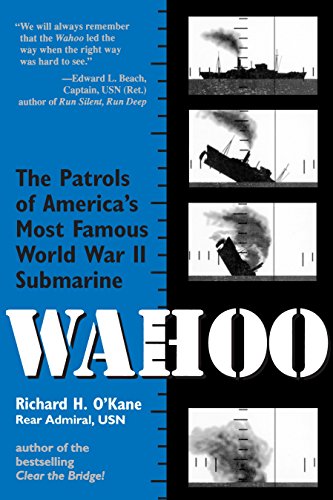 "We will always remember
that the Wahoo led the
way when the right way
was hard to see."
—Edward L. Beach,
Captain, USN (Ret.)
author of Run Silent, Run Deep
The Patrols
of America's
Most Famous
World War II
Submarine
WAHOO
Richard H. O'Kane
Rear Admiral, USN
author of the
bestselling
Clear the Bridge!